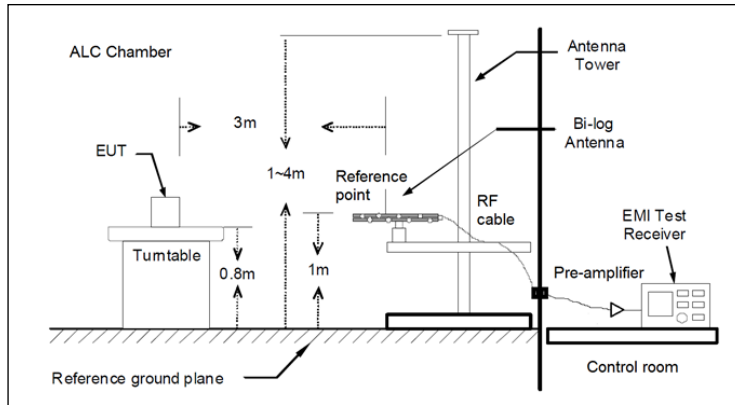 ALC Chamber
Antenna
Tower
3m
Bi-log
Antenna
EUT
1~4m
Reference
point
RF
cable
EMI Test
Receiver
Turntable
0.8m
1m
Pre-amplifier
Control room
Reference ground plane